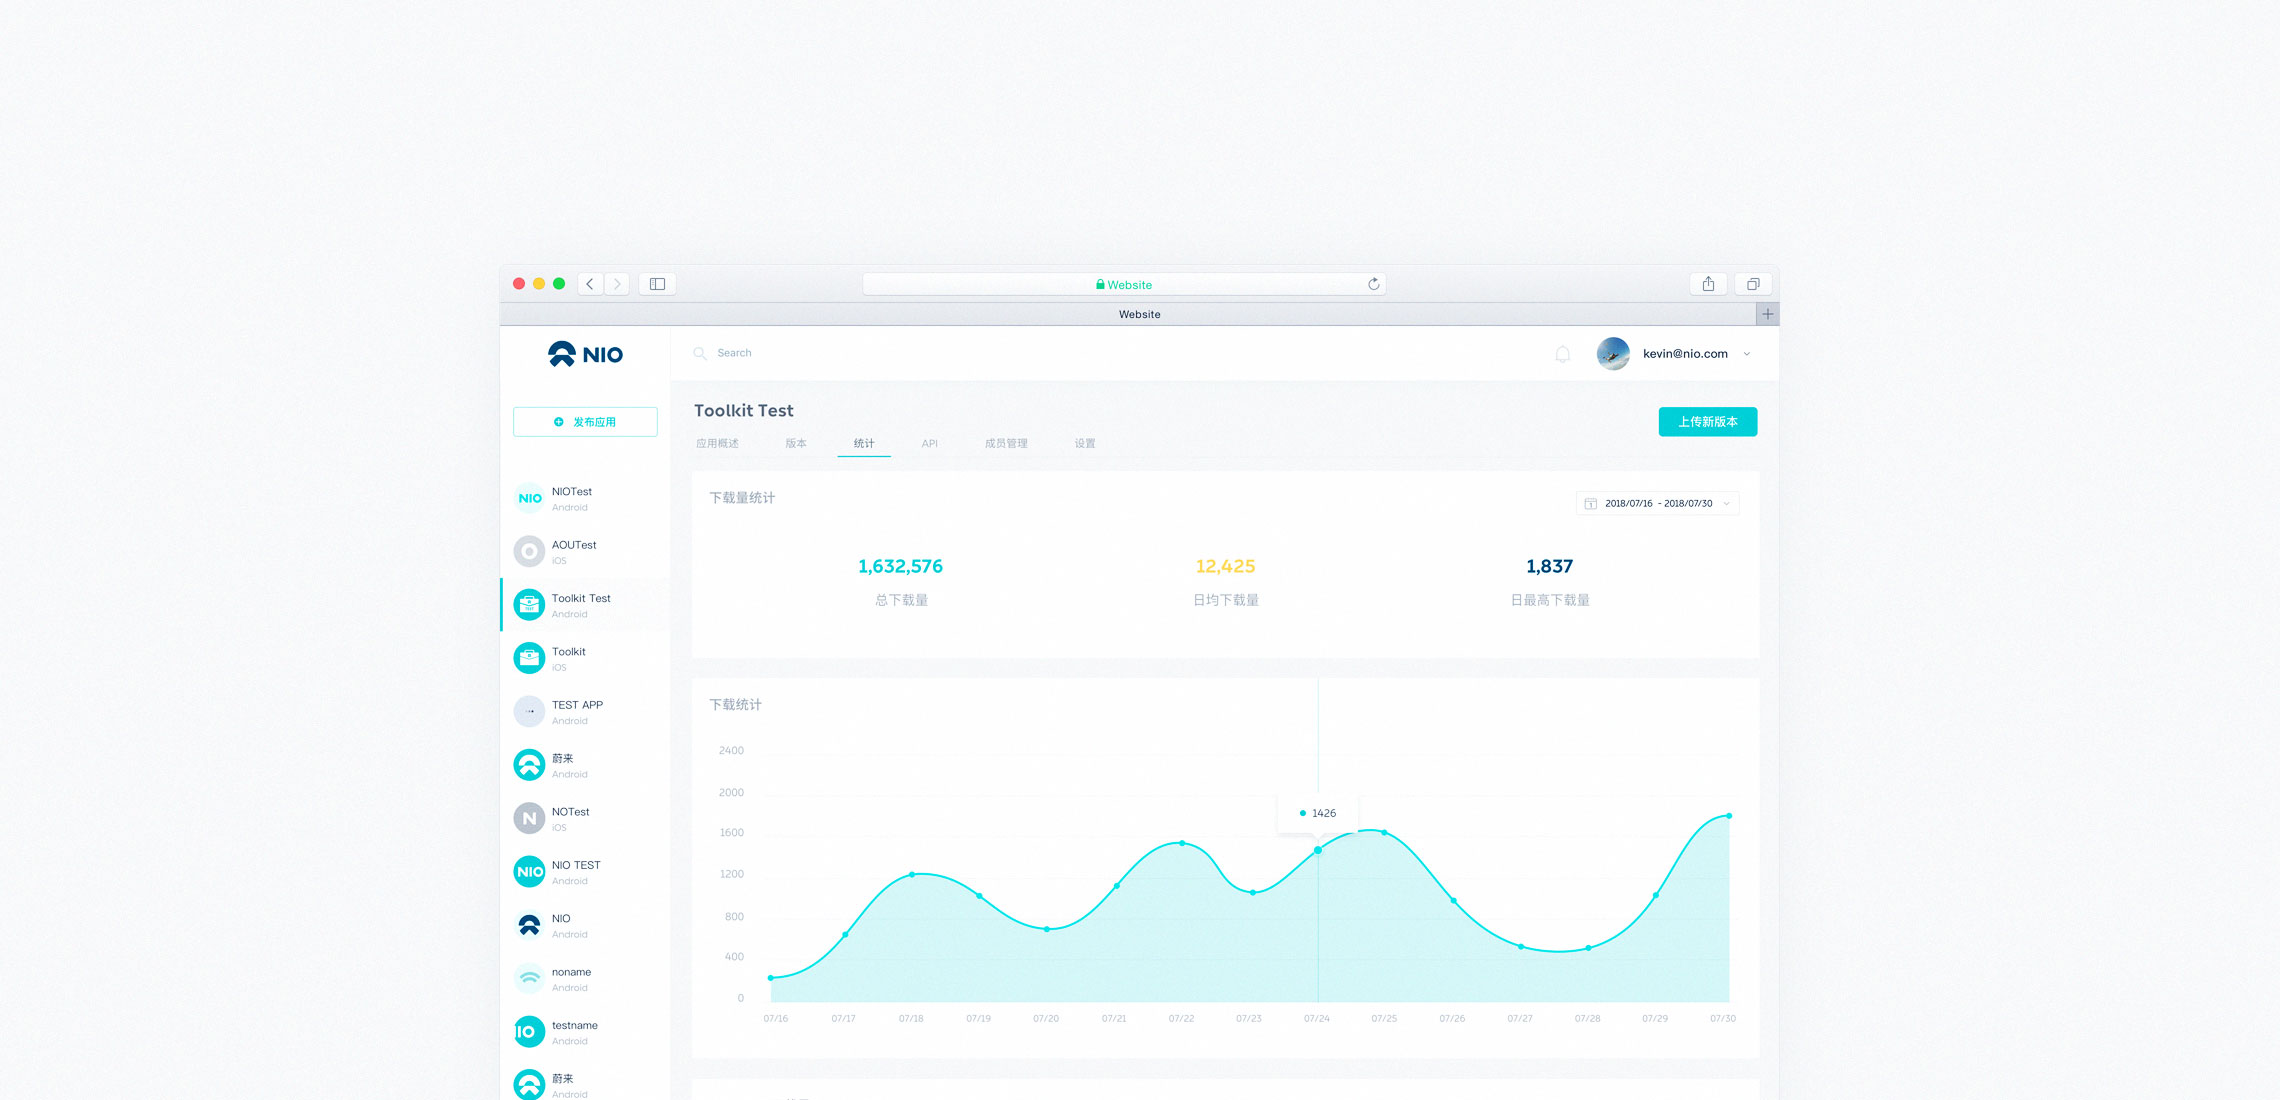 Website
Website
NIO
Search
kevin@nio.com
发布应用
NIOTest
Android
AOUTest
iOS
Toolkit Test
Android
Toolkit
iOS
TEST APP
Android
蔚来
Android
NOTest
iOS
NIO TEST
Android
NIO
Android
noname
Android
testname
Android
蔚来
Android
Toolkit Test
上传新版本
应用概述 版本 统计 API 成员管理 设置
下载量统计
2018/07/16 - 2018/07/30
1,632,576 12,425 1,837
总下载量 日均下载量 日最高下载量
下载统计
2400
2000
1426
1600
1200
800
400
0
07/16 07/17 07/18 07/19 07/20 07/21 07/22 07/23 07/24 07/25 07/26 07/27 07/28 07/29 07/30